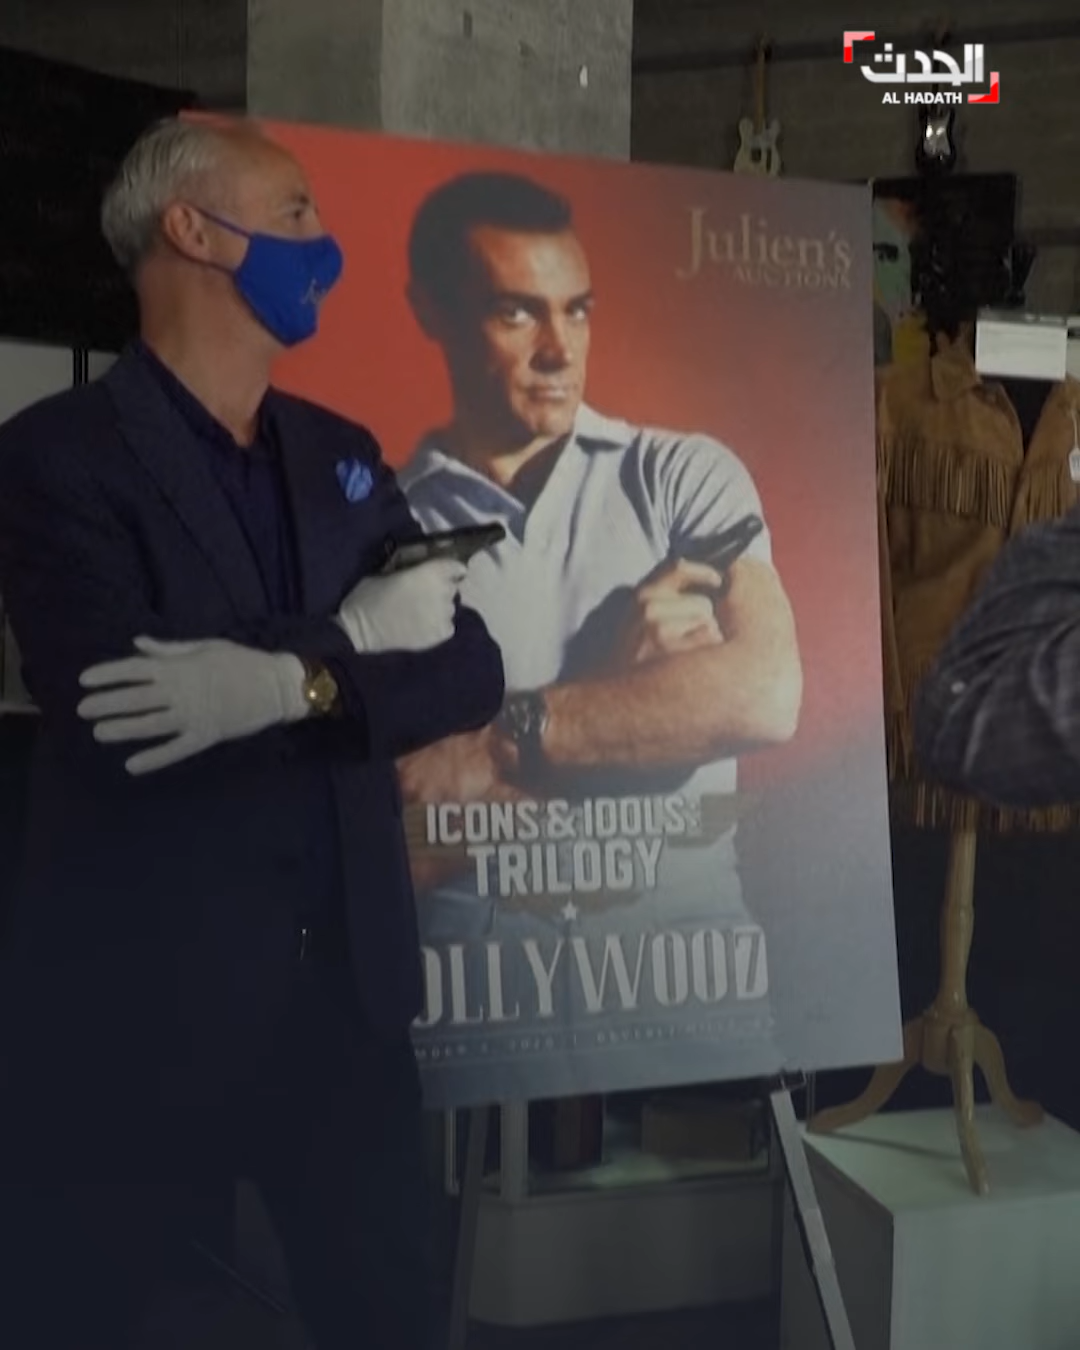 الحدث
AL HADATH
Julien's
AUCTIONS
ICONS & IDOLS:
TRILOGY
OLLYWOOD